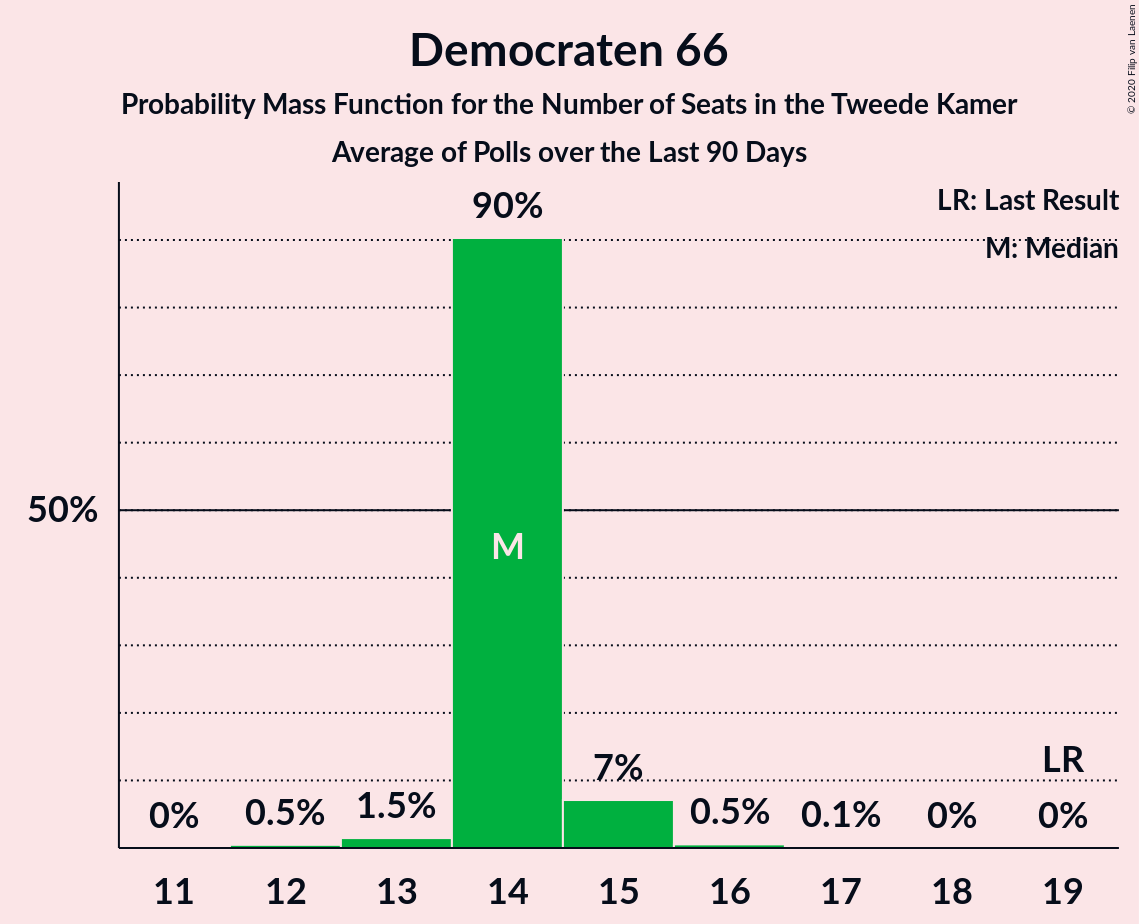 Democraten 66
Probability Mass Function for the Number of Seats in the Tweede Kamer
Average of Polls over the Last 90 Days
© 2020 Filip van Laenen
LR: Last Result
M: Median
90%
50%
M
7%
LR
0%
0.5%
1.5%
0.5%
0.1%
0%
0%
11 12 13 14 15 16 17 18 19